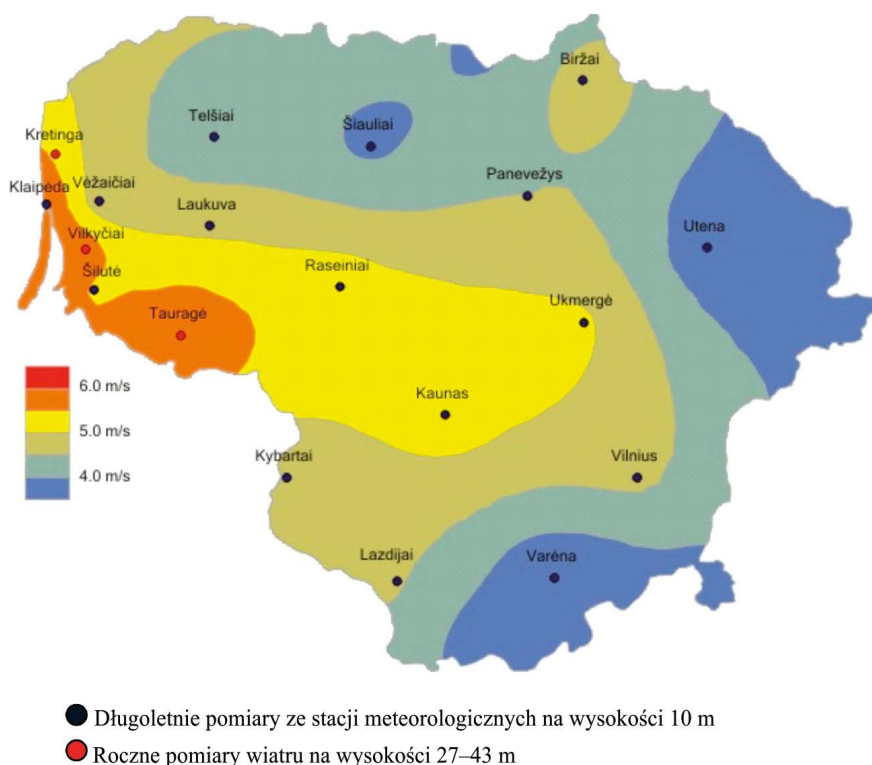 Biržai
Telšiai
Šiauliai
Kretinga
Panevežys
Vėžaičiai
Klaipėda
Laukuva
Utena
Vilkyčiai
Raseiniai
Šilutė
Ukmergė
Tauragė
6.0 m/s
Kaunas
5.0 m/s
Kybartai
Vilnius
4.0 m/s
Lazdijai
Varėna
Długoletnie pomiary ze stacji meteorologicznych na wysokości 10 m
Roczne pomiary wiatru na wysokości 27–43 m